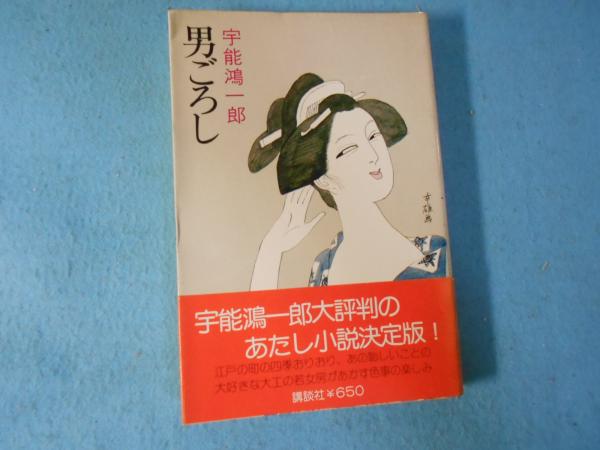 男ごろし
宇能鴻一郎
宇能鴻一郎大評判の
あたし小説決定版!
江戸の町の四季おりおり、あの愉しいことの
大好きな大工の若女房があかす色事の楽しみ
講談社¥650